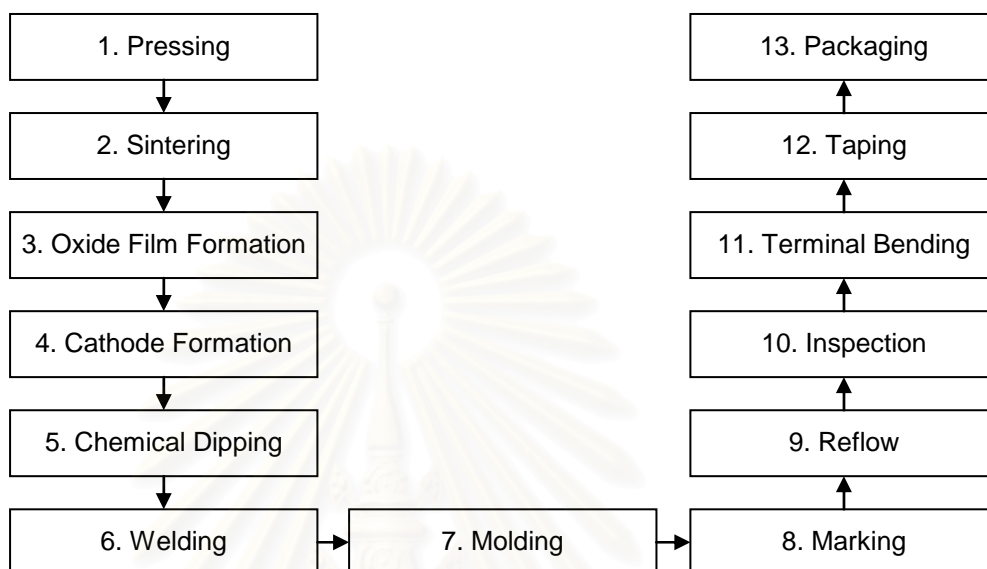 1. Pressing
2. Sintering
3. Oxide Film Formation
4. Cathode Formation
5. Chemical Dipping
6. Welding
7. Molding
8. Marking
9. Reflow
10. Inspection
11. Terminal Bending
12. Taping
13. Packaging